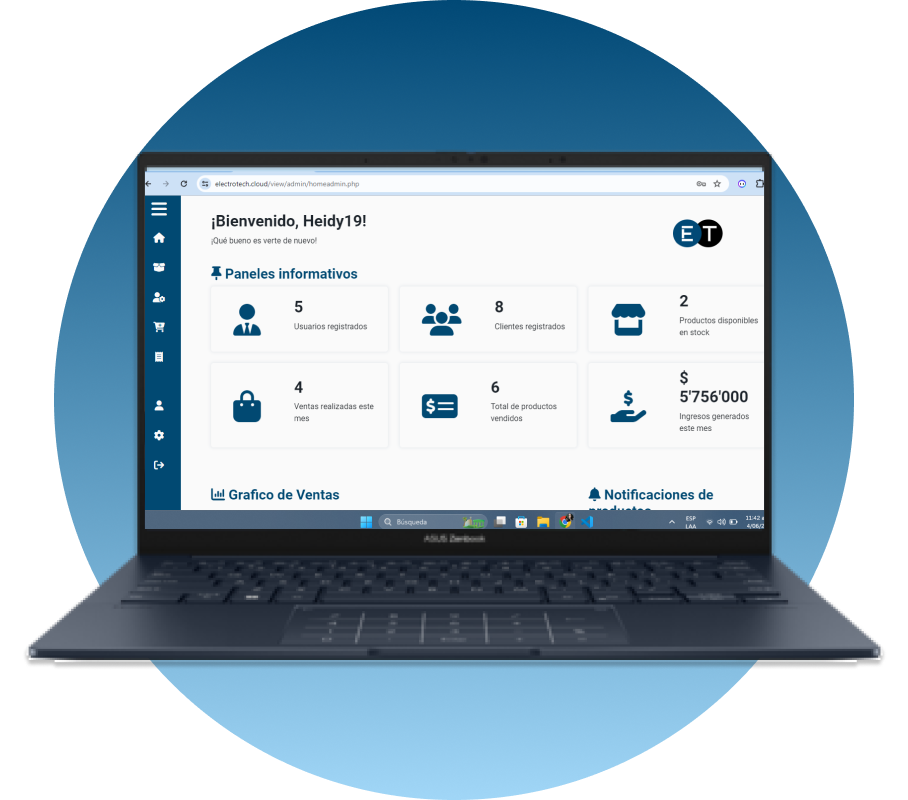 electrotech.cloud/view/admin/homeadmin.php
¡Bienvenido, Heidy19!
¡Qué bueno es verte de nuevo!
ET
Paneles informativos
5
Usuarios registrados
8
Clientes registrados
2
Productos disponibles
en stock
4
Ventas realizadas este
mes
6
Total de productos
vendidos
$
5'756'000
Ingresos generados
este mes
Grafico de Ventas
Notificaciones de
productos
Búsqueda
ESP
LAA
11:42
4/06/2
ASUS Zenbook